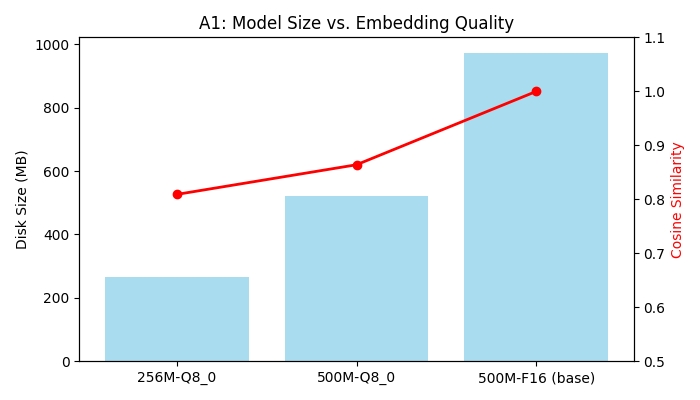 A1: Model Size vs. Embedding Quality
1000
800
600
400
200
0
Disk Size (MB)
1.1
1.0
0.9
0.8
0.7
0.6
0.5
Cosine Similarity
256M-Q8_0
500M-Q8_0
500M-F16 (base)